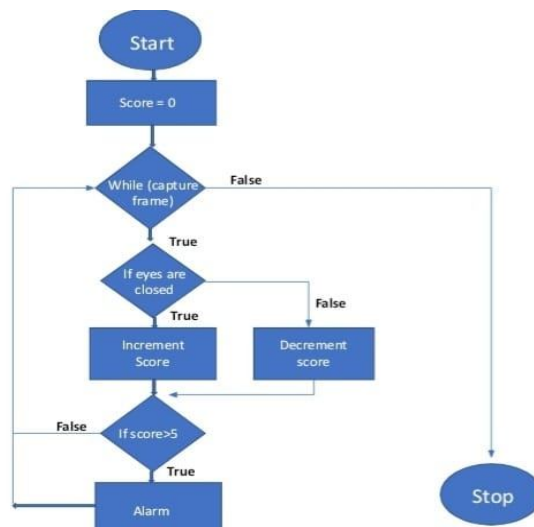 Start
Score = 0
While (capture
frame)
False
True
If eyes are
closed
False
True
Increment
Score
Decrement
score
False
If score>5
True
Alarm
Stop